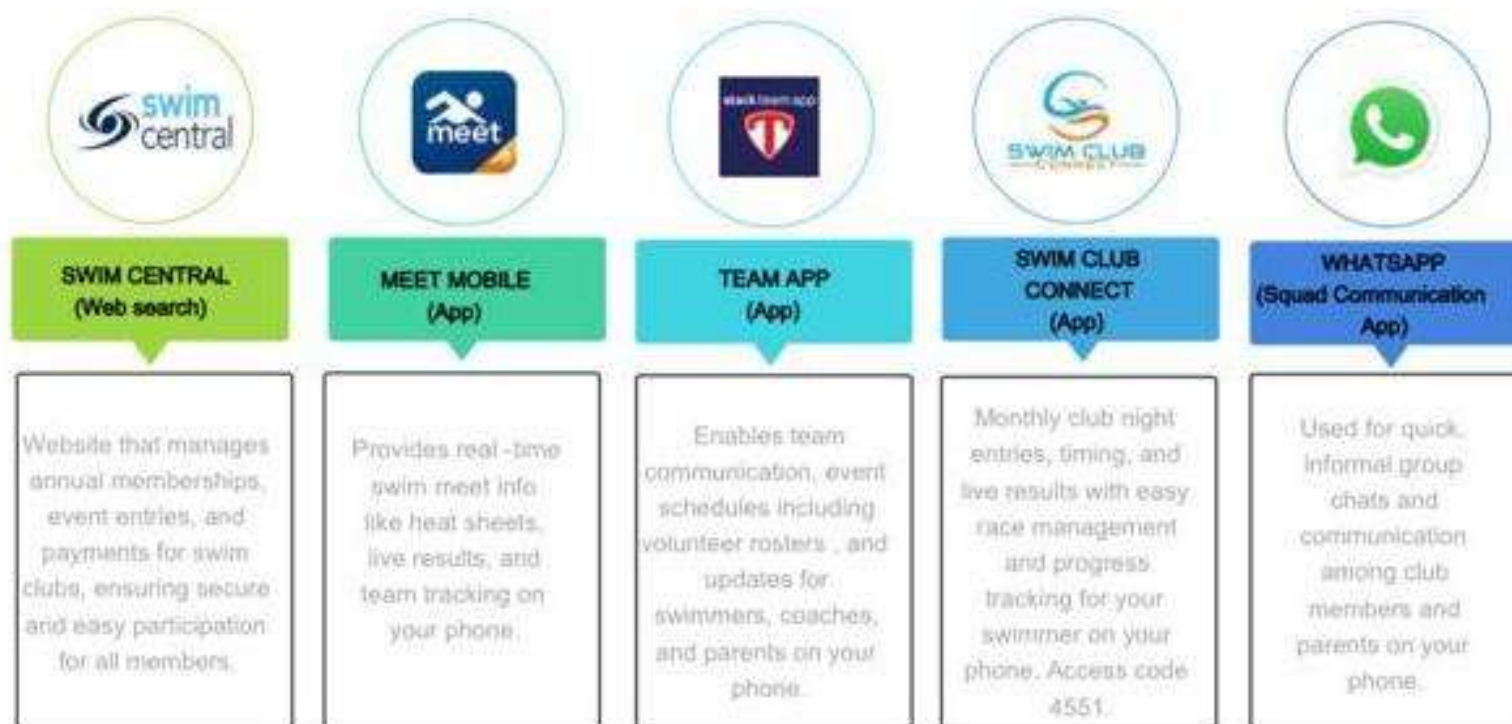 swim
central
meet
stack team app
SWIM CLUB
CONNECT
SWIM CENTRAL
(Web search)
MEET MOBILE
(App)
TEAM APP
(App)
SWIM CLUB
CONNECT
(App)
WHATSAPP
(Squad Communication
App)
Website that manages
annual memberships,
event entries, and
payments for swim
clubs, ensuring secure
and easy participation
for all members.
Provides real -time
swim meet info
like heat sheets,
live results, and
team tracking on
your phone.
Enables team
communication, event
schedules including
volunteer rosters , and
updates for
swimmers, coaches,
and parents on your
phone.
Monthly club night
entries, timing, and
live results with easy
race management
and progress
tracking for your
swimmer on your
phone. Access code
4551.
Used for quick,
informal group
chats and
communication
among club
members and
parents on your
phone.